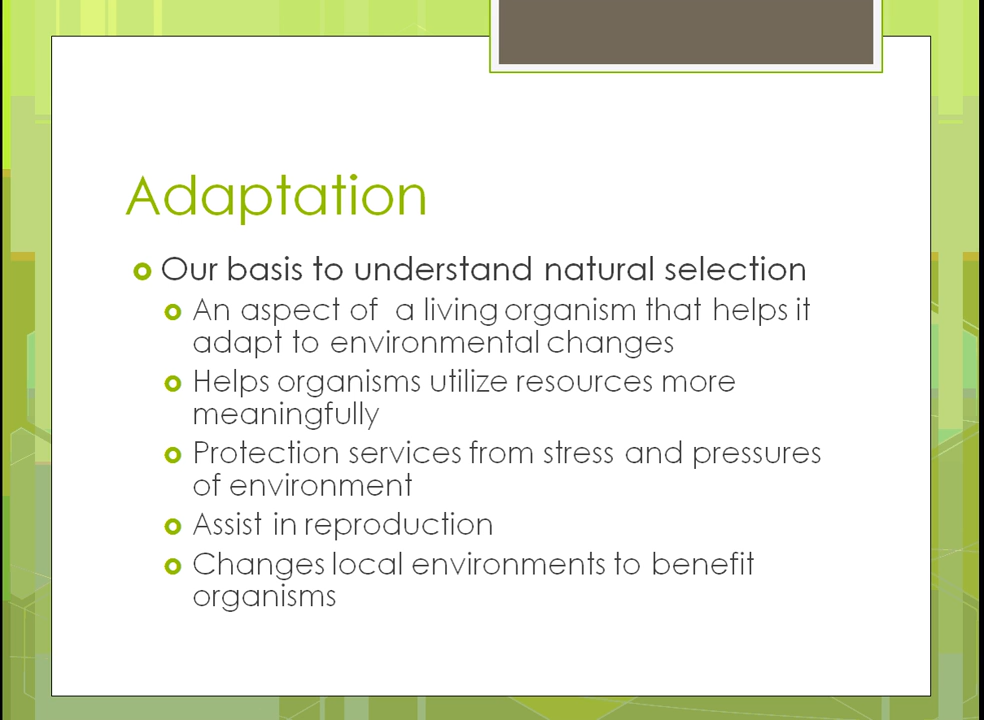 Adaptation
Our basis to understand natural selection
An aspect of a living organism that helps it
adapt to environmental changes
Helps organisms utilize resources more
meaningfully
Protection services from stress and pressures
of environment
Assist in reproduction
Changes local environments to benefit
organisms